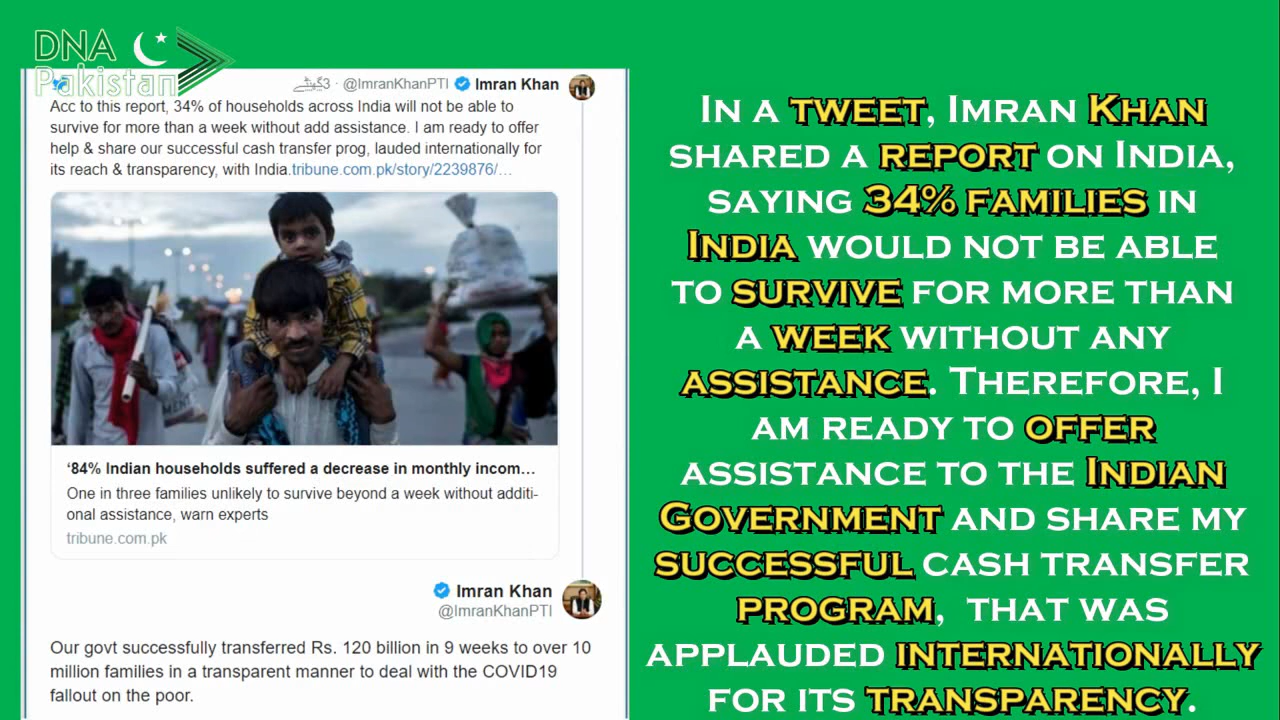 DNA
Pakistan
Imran Khan @ImranKhanPTI · 3گھنٹے
Acc to this report, 34% of households across India will not be able to
survive for more than a week without add assistance. I am ready to offer
help & share our successful cash transfer prog, lauded internationally for
its reach & transparency, with India.tribune.com.pk/story/2239876/…
‘84% Indian households suffered a decrease in monthly incom...
One in three families unlikely to survive beyond a week without additi-
onal assistance, warn experts
tribune.com.pk
Imran Khan
@ImranKhanPTI
Our govt successfully transferred Rs. 120 billion in 9 weeks to over 10
million families in a transparent manner to deal with the COVID19
fallout on the poor.
In a tweet, Imran Khan
shared a report on India,
saying 34% families in
India would not be able
to survive for more than
a week without any
assistance. Therefore, I
am ready to offer
assistance to the Indian
Government and share my
successful cash transfer
program, that was
applauded internationally
for its transparency.